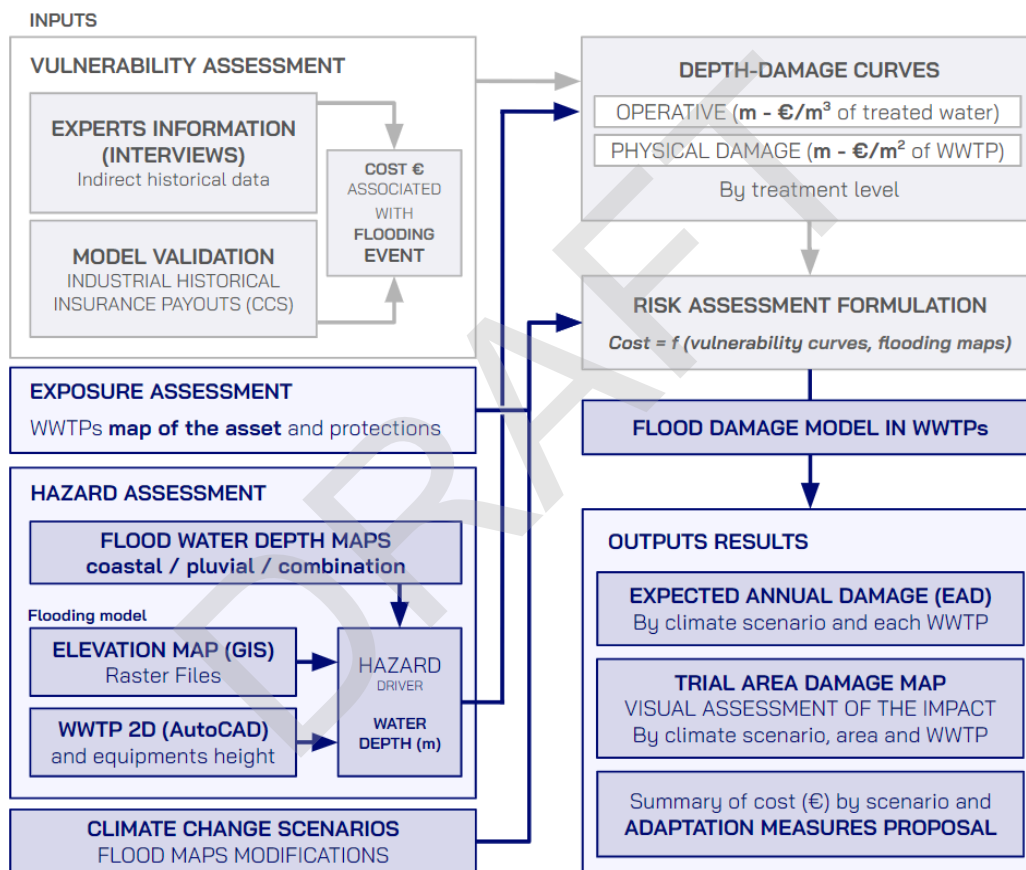 INPUTS
VULNERABILITY ASSESSMENT
EXPERTS INFORMATION
(INTERVIEWS)
Indirect historical data
MODEL VALIDATION
INDUSTRIAL HISTORICAL
INSURANCE PAYOUTS (CCS)
COST €
ASSOCIATED
WITH
FLOODING
EVENT
EXPOSURE ASSESSMENT
WWTPs map of the asset and protections
HAZARD ASSESSMENT
FLOOD WATER DEPTH MAPS
coastal / pluvial / combination
Flooding model
ELEVATION MAP (GIS)
Raster Files
WWTP 2D (AutoCAD)
and equipments height
HAZARD
DRIVER
WATER
DEPTH (m)
CLIMATE CHANGE SCENARIOS
FLOOD MAPS MODIFICATIONS
DEPTH-DAMAGE CURVES
OPERATIVE (m - €/m³ of treated water)
PHYSICAL DAMAGE (m - €/m² of WWTP)
By treatment level
RISK ASSESSMENT FORMULATION
Cost = f (vulnerability curves, flooding maps)
FLOOD DAMAGE MODEL IN WWTPs
OUTPUTS RESULTS
EXPECTED ANNUAL DAMAGE (EAD)
By climate scenario and each WWTP
TRIAL AREA DAMAGE MAP
VISUAL ASSESSMENT OF THE IMPACT
By climate scenario, area and WWTP
Summary of cost (€) by scenario and
ADAPTATION MEASURES PROPOSAL
DRAFT